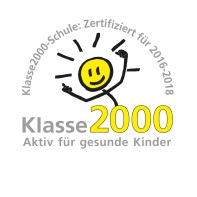 Klasse2000-Schule: Zertifiziert für 2016-2018
Klasse2000
Aktiv für gesunde Kinder